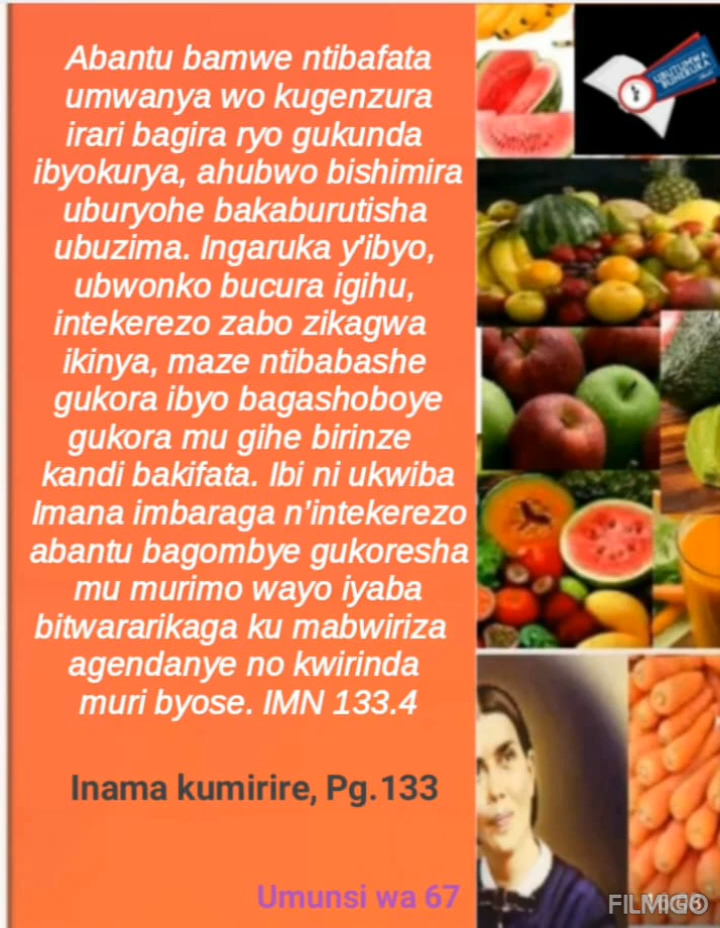 Abantu bamwe ntibafata
umwanya wo kugenzura
irari bagira ryo gukunda
ibyokurya, ahubwo bishimira
uburyohe bakaburutisha
ubuzima. Ingaruka y'ibyo,
ubwonko bucura igihu,
intekerezo zabo zikagwa
ikinya, maze ntibabashe
gukora ibyo bagashoboye
gukora mu gihe birinze
kandi bakifata. Ibi ni ukwiba
Imana imbaraga n'intekerezo
abantu bagombye gukoresha
mu murimo wayo iyaba
bitwararikaga ku mabwiriza
agendanye no kwirinda
muri byose. IMN 133.4
Inama kumirire, Pg.133
Umunsi wa 67
UBUTUMWA
BUHEBUKA
FILMIGO